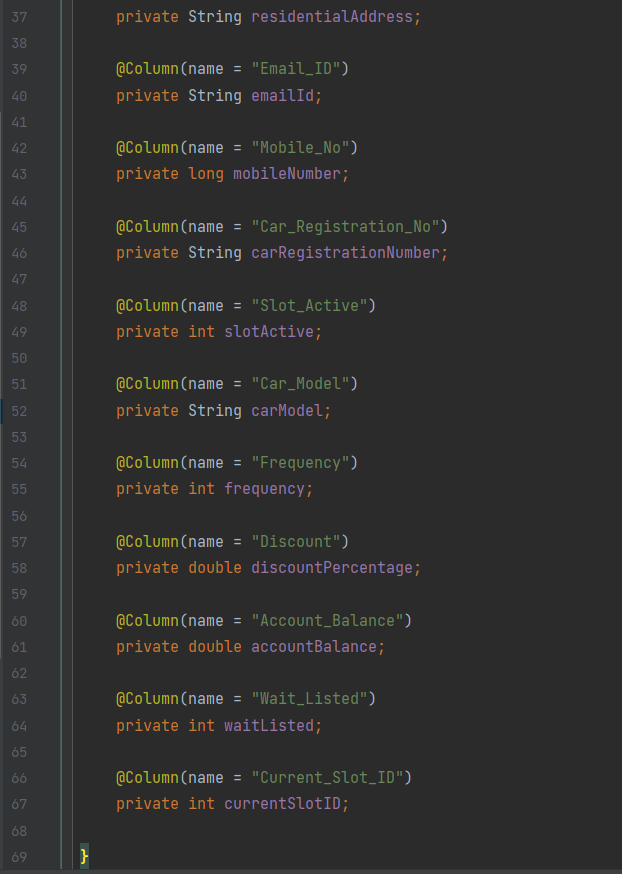 37 private String residentialAddress;
38
39 @Column(name = "Email_ID")
40 private String emailId;
41
42 @Column(name = "Mobile_No")
43 private long mobileNumber;
44
45 @Column(name = "Car_Registration_No")
46 private String carRegistrationNumber;
47
48 @Column(name = "Slot_Active")
49 private int slotActive;
50
51 @Column(name = "Car_Model")
52 private String carModel;
53
54 @Column(name = "Frequency")
55 private int frequency;
56
57 @Column(name = "Discount")
58 private double discountPercentage;
59
60 @Column(name = "Account_Balance")
61 private double accountBalance;
62
63 @Column(name = "Wait_Listed")
64 private int waitListed;
65
66 @Column(name = "Current_Slot_ID")
67 private int currentSlotID;
68
69 }